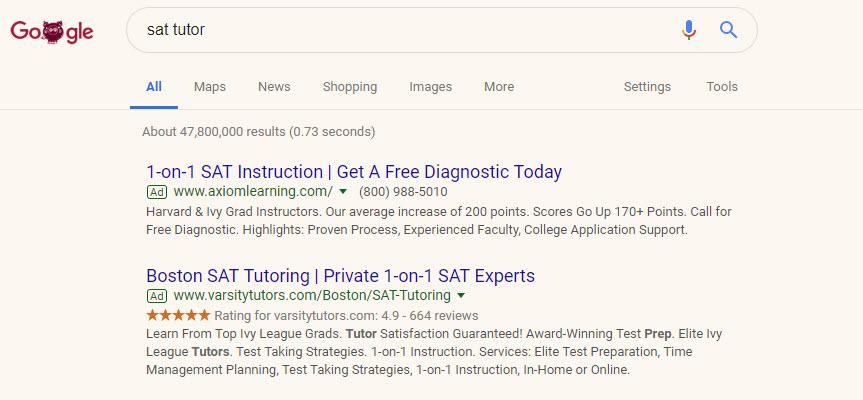 Google
sat tutor
All Maps News Shopping Images More Settings Tools
About 47,800,000 results (0.73 seconds)
1-on-1 SAT Instruction | Get A Free Diagnostic Today
Ad www.axiomlearning.com/ (800) 988-5010
Harvard & Ivy Grad Instructors. Our average increase of 200 points. Scores Go Up 170+ Points. Call for
Free Diagnostic. Highlights: Proven Process, Experienced Faculty, College Application Support.
Boston SAT Tutoring | Private 1-on-1 SAT Experts
Ad www.varsitytutors.com/Boston/SAT-Tutoring
Rating for varsitytutors.com: 4.9 - 664 reviews
Learn From Top Ivy League Grads. Tutor Satisfaction Guaranteed! Award-Winning Test Prep. Elite Ivy
League Tutors. Test Taking Strategies. 1-on-1 Instruction. Services: Elite Test Preparation, Time
Management Planning, Test Taking Strategies, 1-on-1 Instruction, In-Home or Online.